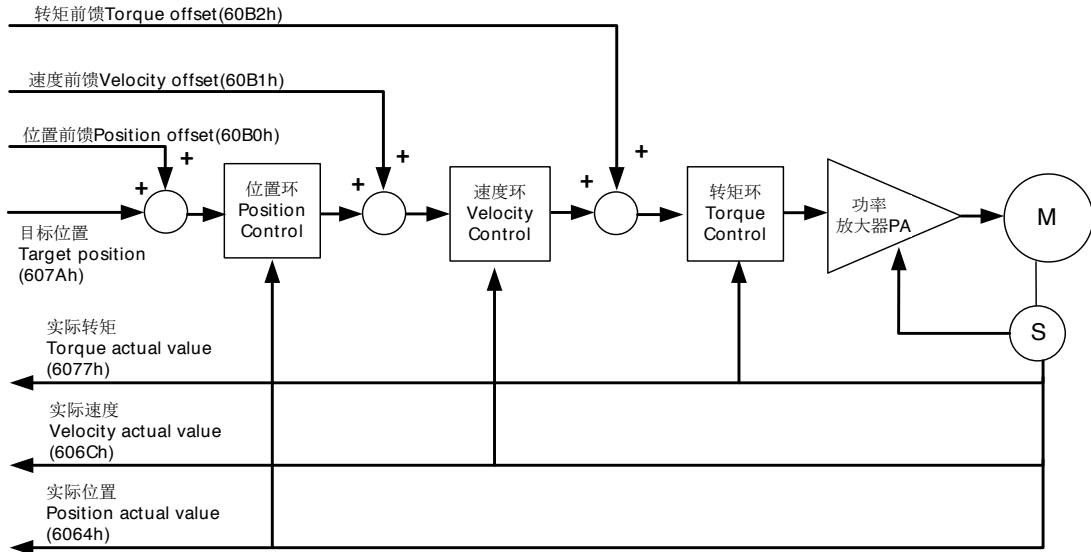 转矩前馈Torque offset(60B2h)
速度前馈Velocity offset(60B1h)
位置前馈Position offset(60B0h)
+
+
+
+
+
+
目标位置
Target position
(607Ah)
位置环
Position
Control
速度环
Velocity
Control
转矩环
Torque
Control
功率
放大器PA
M
S
实际转矩
Torque actual value
(6077h)
实际速度
Velocity actual value
(606Ch)
实际位置
Position actual value
(6064h)